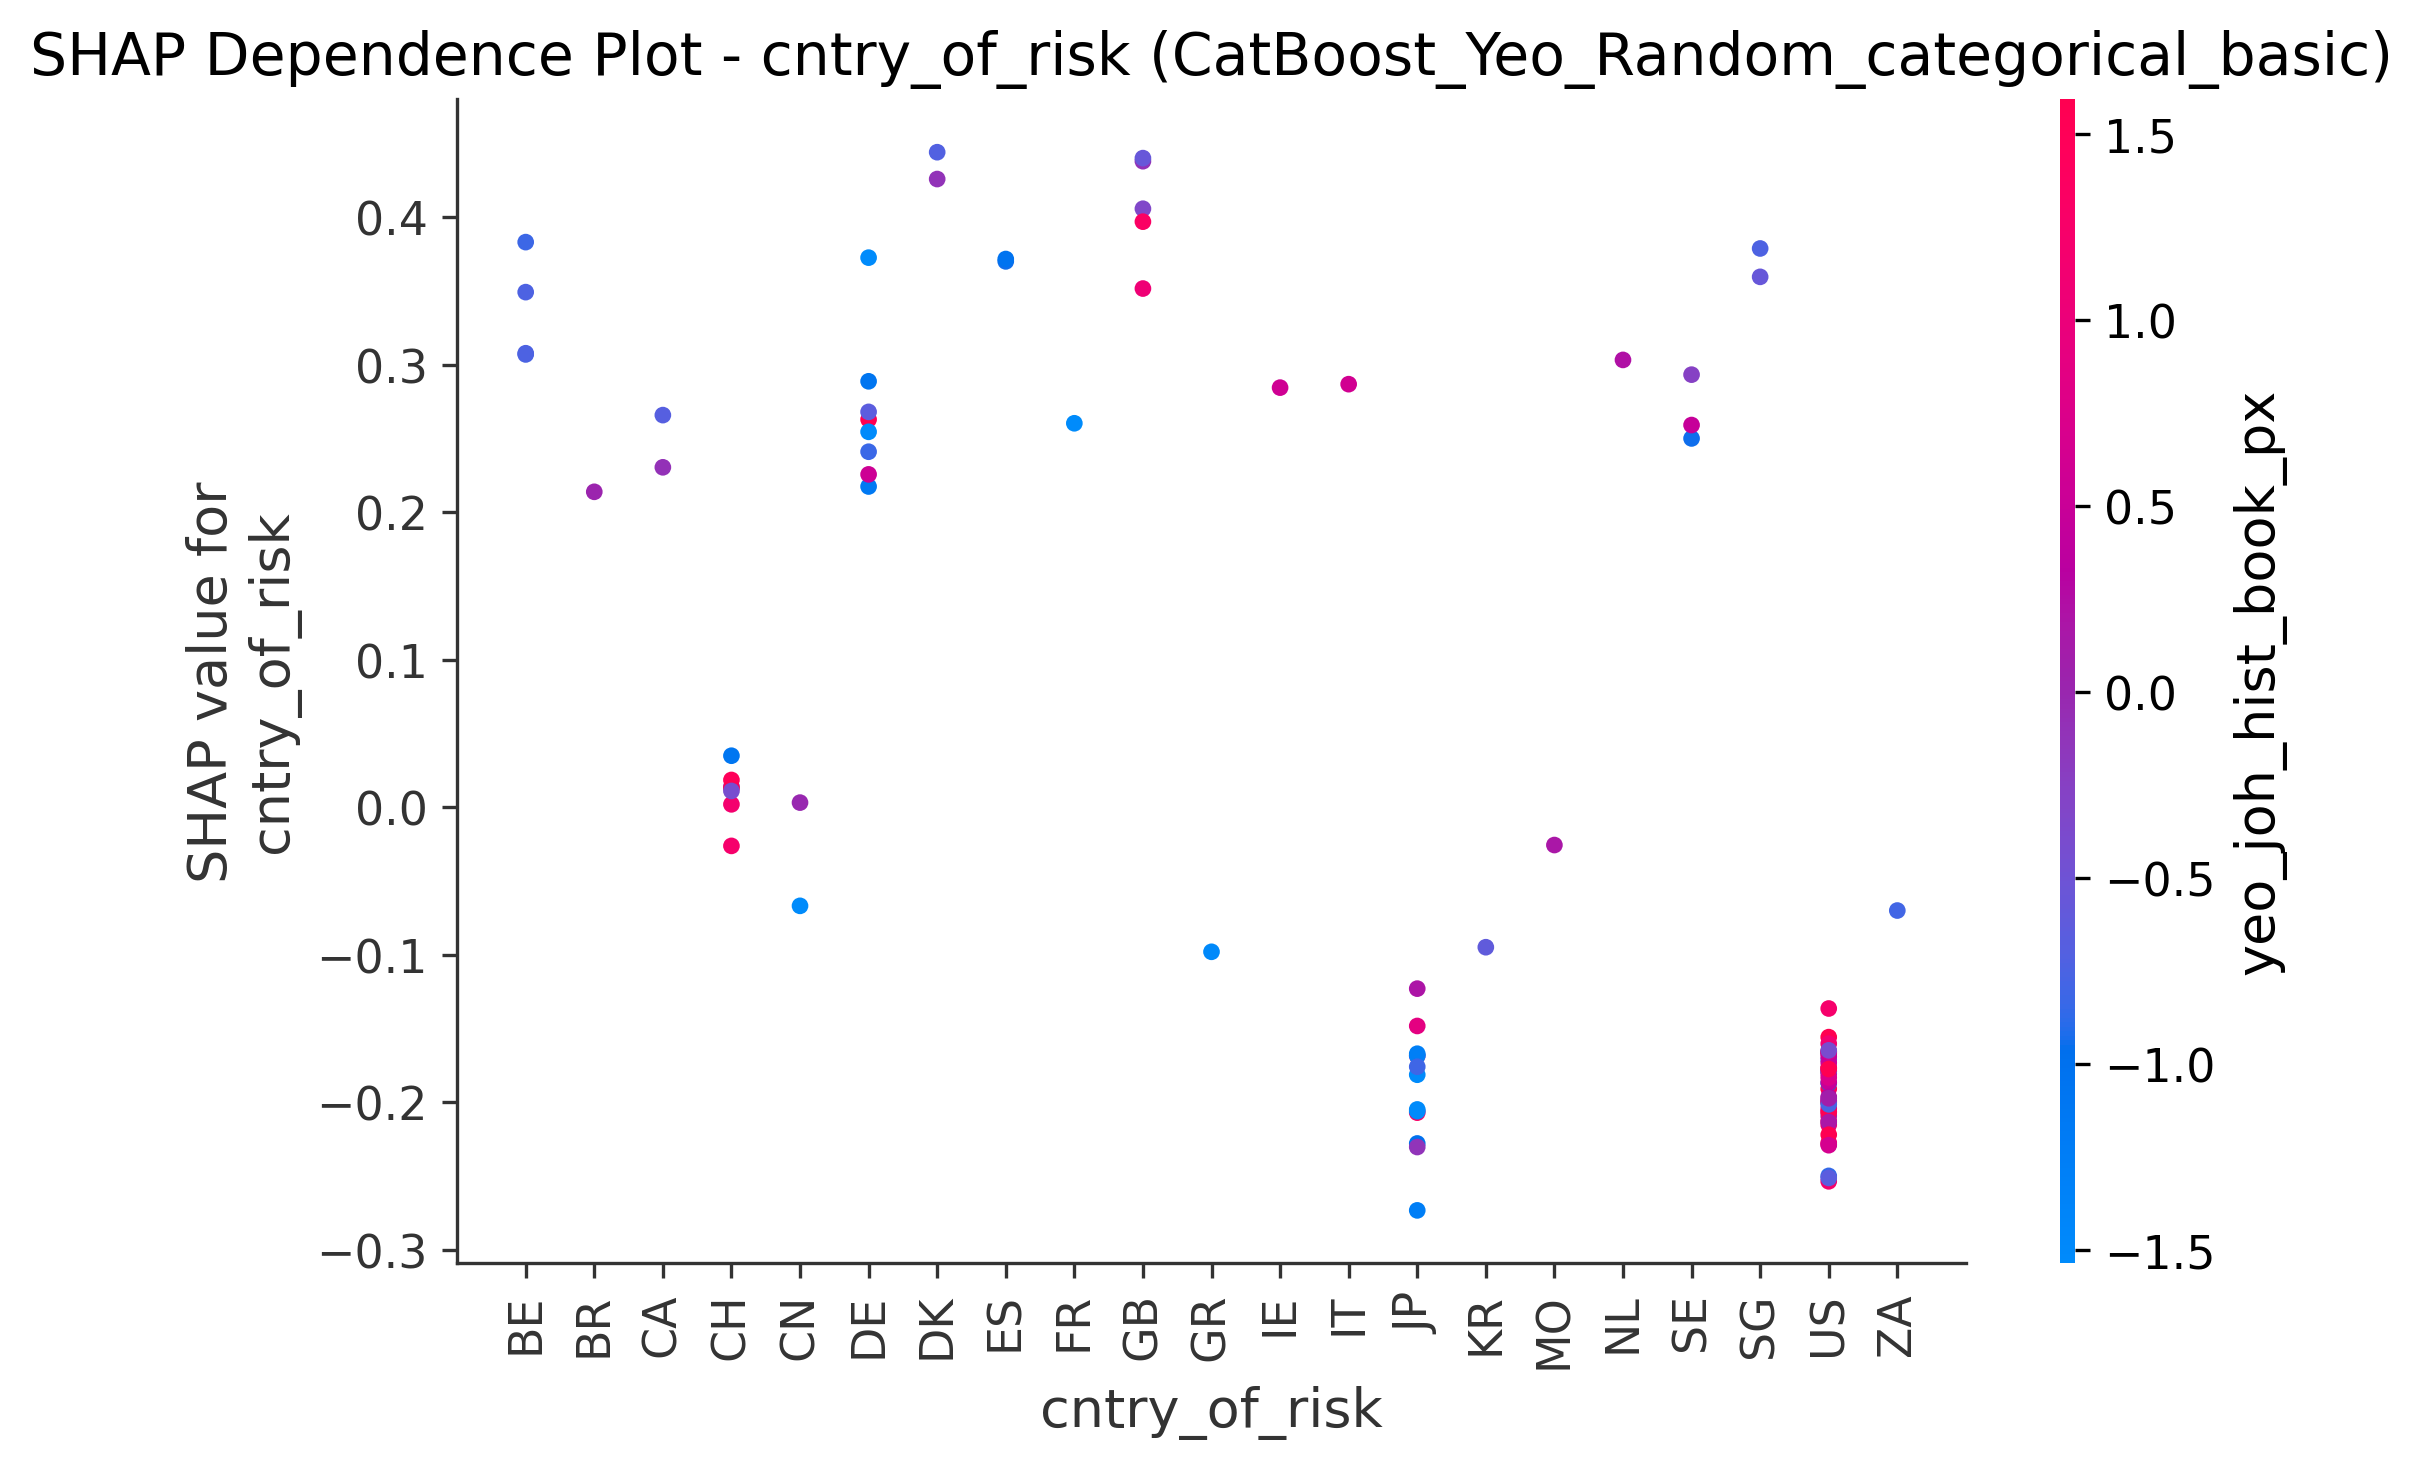 SHAP Dependence Plot - cntry_of_risk (CatBoost_Yeo_Random_categorical_basic)
SHAP value for
cntry_of_risk
0.4
0.3
0.2
0.1
0.0
−0.1
−0.2
−0.3
BE
BR
CA
CH
CN
DE
DK
ES
FR
GB
GR
IE
IT
JP
KR
MO
NL
SE
SG
US
ZA
cntry_of_risk
1.5
1.0
0.5
0.0
−0.5
−1.0
−1.5
yeo_joh_hist_book_px